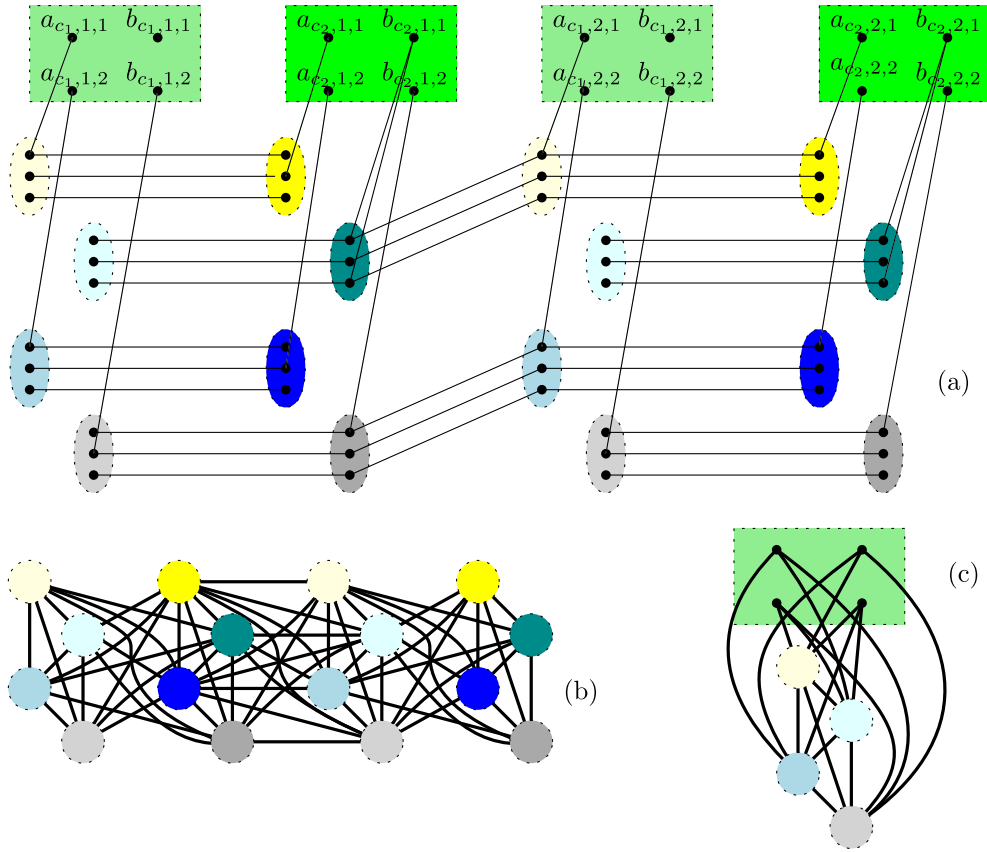 a_{c_1,1,1} b_{c_1,1,1} a_{c_2,1,1} b_{c_2,1,1} a_{c_1,2,1} b_{c_1,2,1} a_{c_2,2,1} b_{c_2,2,1}
a_{c_1,1,2} b_{c_1,1,2} a_{c_2,1,2} b_{c_2,1,2} a_{c_1,2,2} b_{c_1,2,2} a_{c_2,2,2} b_{c_2,2,2}
(a)
(b)
(c)